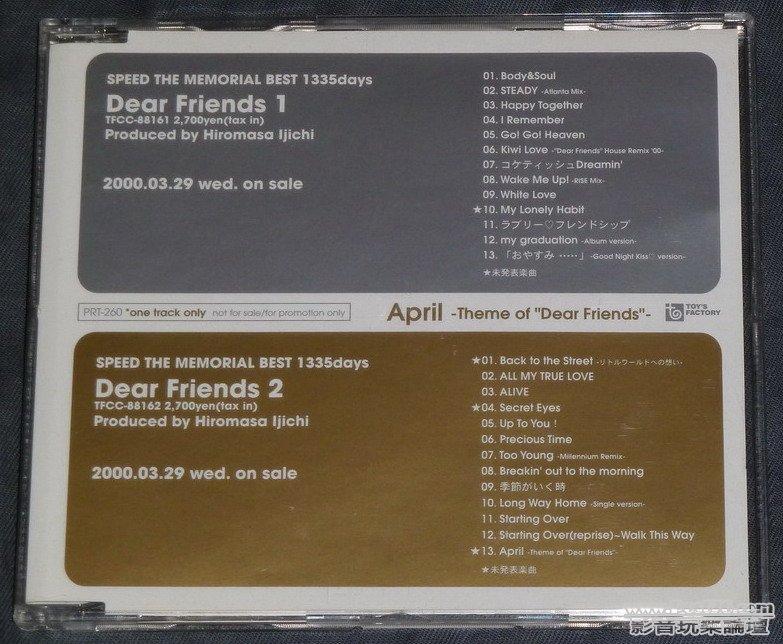 SPEED THE MEMORIAL BEST 1335days
Dear Friends 1
TFCC-88161 2,700yen(tax in)
Produced by Hiromasa Ijichi
2000.03.29 wed. on sale
01. Body&Soul
02. STEADY -Atlanta Mix-
03. Happy Together
04. I Remember
05. Go! Go! Heaven
06. Kiwi Love -"Dear Friends" House Remix '00-
07. コケティッシュDreamin'
08. Wake Me Up! -RISE Mix-
09. White Love
★10. My Lonely Habit
11. ラブリー♡フレンドシップ
12. my graduation -Album version-
13. 「おやすみ ·····」 -Good Night Kiss♡ version-
★未発表楽曲
PRT-260 *one track only not for sale/for promotion only
April -Theme of "Dear Friends"-
TOY'S
FACTORY
SPEED THE MEMORIAL BEST 1335days
Dear Friends 2
TFCC-88162 2,700yen(tax in)
Produced by Hiromasa Ijichi
2000.03.29 wed. on sale
★01. Back to the Street -リトルワールドへの想い-
02. ALL MY TRUE LOVE
03. ALIVE
★04. Secret Eyes
05. Up To You !
06. Precious Time
07. Too Young -Millennium Remix-
08. Breakin' out to the morning
09. 季節がいく時
10. Long Way Home -Single version-
11. Starting Over
12. Starting Over(reprise)~Walk This Way
★13. April -Theme of "Dear Friends"-
★未発表楽曲
影音玩樂論壇